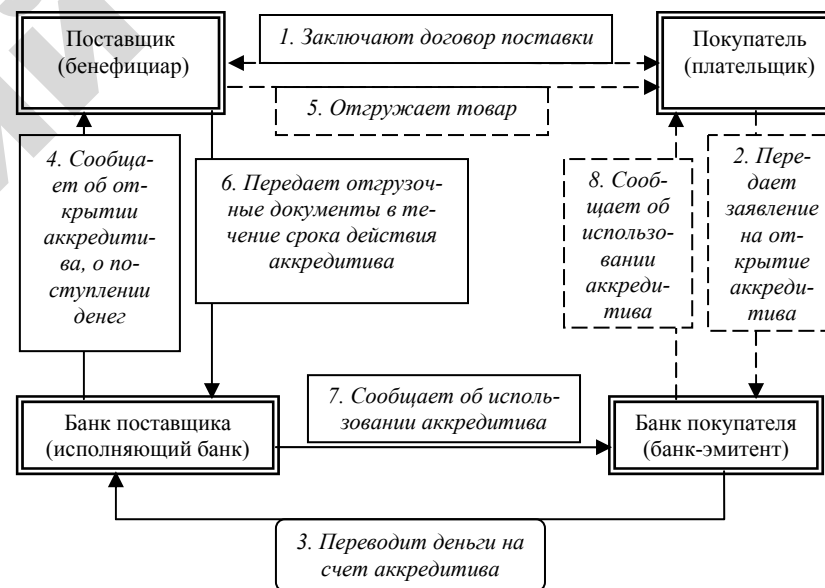 Поставщик
(бенефициар)
1. Заключают договор поставки
Покупатель
(плательщик)
5. Отгружает товар
4. Сообща-
ет об от-
крытии
аккредити-
ва, о по-
ступлении
денег
6. Передает отгрузоч-
ные документы в те-
чение срока действия
аккредитива
8. Сооб-
щает об
использо-
вании
аккреди-
тива
2. Пере-
дает
заявление
на от-
крытие
аккреди-
тива
Банк поставщика
(исполняющий банк)
7. Сообщает об исполь-
зовании аккредитива
Банк покупателя
(банк-эмитент)
3. Переводит деньги на
счет аккредитива